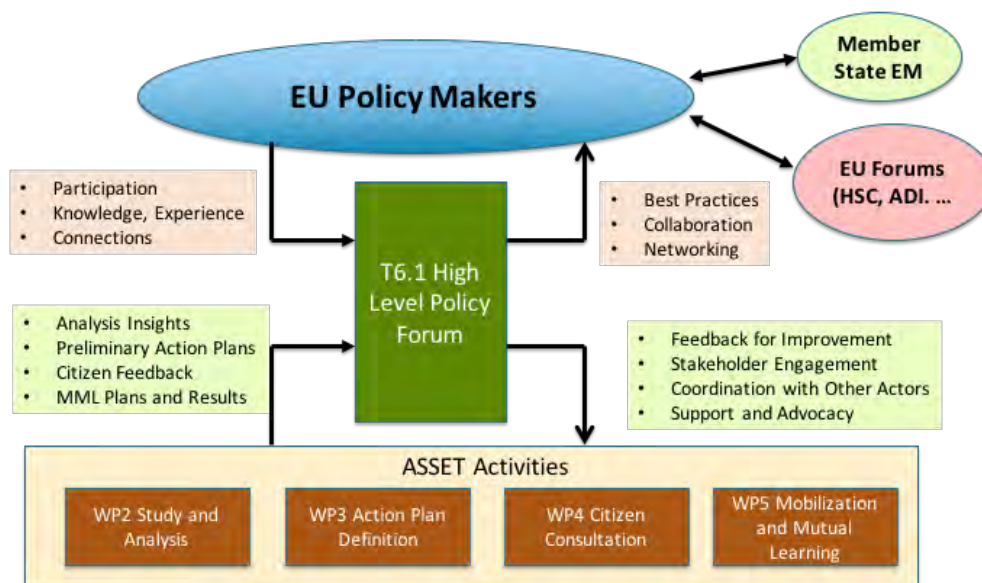 Member
State EM
EU Policy Makers
EU Forums
(HSC, ADI. ...
• Participation
• Knowledge, Experience
• Connections
• Best Practices
• Collaboration
• Networking
T6.1 High
Level Policy
Forum
• Analysis Insights
• Preliminary Action Plans
• Citizen Feedback
• MML Plans and Results
• Feedback for Improvement
• Stakeholder Engagement
• Coordination with Other Actors
• Support and Advocacy
ASSET Activities
WP2 Study and
Analysis
WP3 Action Plan
Definition
WP4 Citizen
Consultation
WP5 Mobilization
and Mutual
Learning